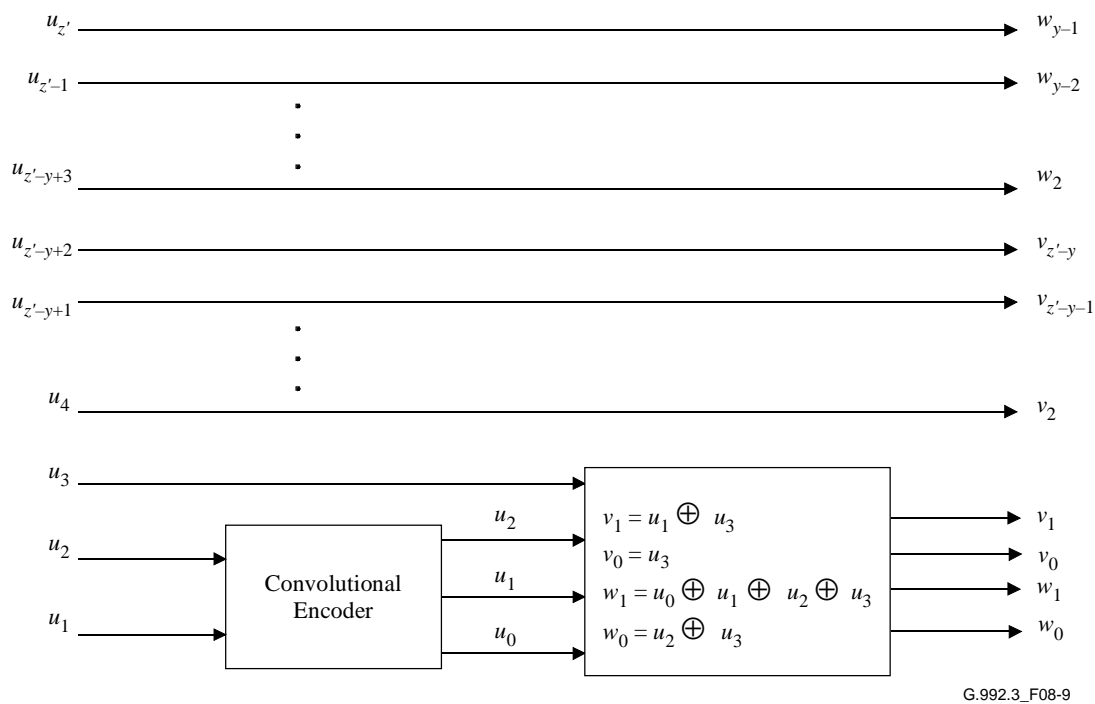 u_{z′} w_{y–1}
u_{z′–1} w_{y–2}
u_{z′–y+3} w_2
u_{z′–y+2} v_{z′–y}
u_{z′–y+1} v_{z′–y–1}
u_4 v_2
u_3
u_2 v_1 = u_1 ⊕ u_3 v_1
u_2 v_0 = u_3 v_0
Convolutional Encoder u_1 w_1 = u_0 ⊕ u_1 ⊕ u_2 ⊕ u_3 w_1
u_1 u_0 w_0 = u_2 ⊕ u_3 w_0
G.992.3_F08-9